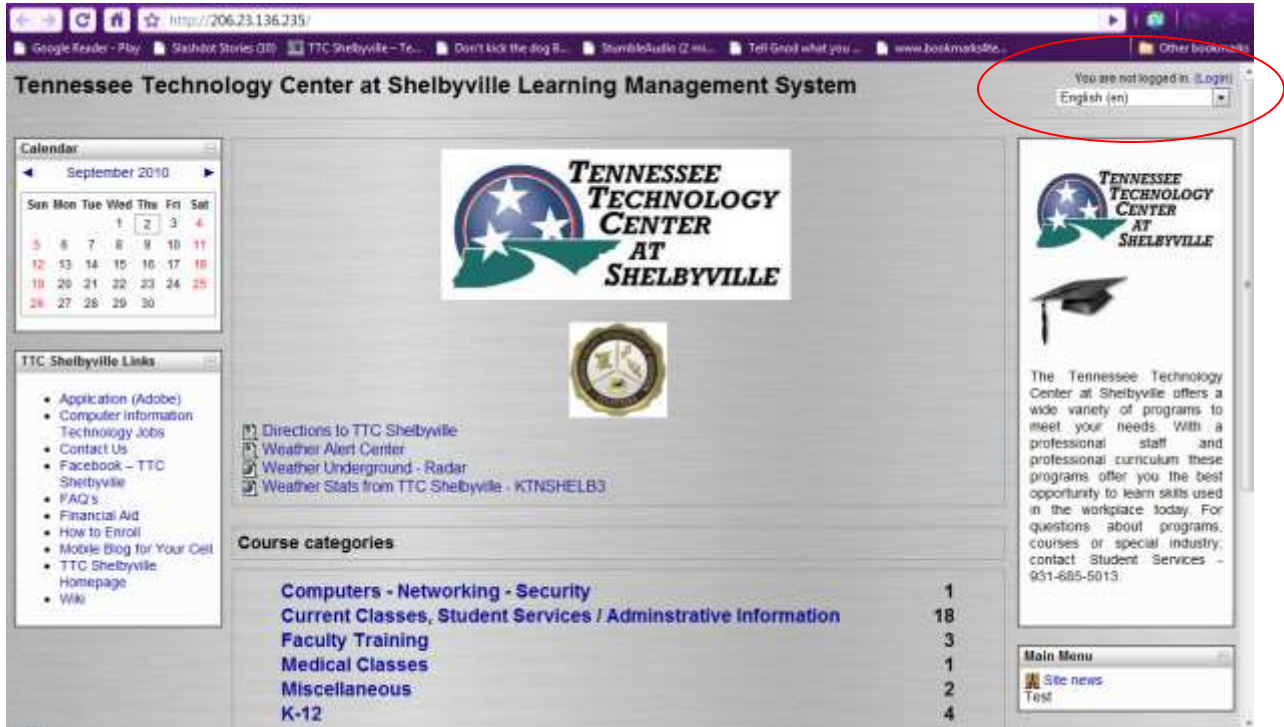 http://206.23.136.235/
Google Reader - Play Slashdot Stories (10) TTC Shelbyville – Te... Don't kick the dog B... StumbleAudio (2 mi... Tell Gnod what you ... www.bookmarks4te... Other bookmarks
Tennessee Technology Center at Shelbyville Learning Management System
You are not logged in. (Login)
English (en)
Calendar
September 2010
Sun Mon Tue Wed Thu Fri Sat
1 2 3 4
5 6 7 8 9 10 11
12 13 14 15 16 17 18
19 20 21 22 23 24 25
26 27 28 29 30
TTC Shelbyville Links
Application (Adobe)
Computer Information
Technology Jobs
Contact Us
Facebook – TTC
Shelbyville
FAQ's
Financial Aid
How to Enroll
Mobile Blog for Your Cell
TTC Shelbyville
Homepage
Wiki
TENNESSEE
TECHNOLOGY
CENTER
AT
SHELBYVILLE
Directions to TTC Shelbyville
Weather Alert Center
Weather Underground - Radar
Weather Stats from TTC Shelbyville - KTNSHELB3
Course categories
Computers - Networking - Security 1
Current Classes, Student Services / Adminstrative Information 18
Faculty Training 3
Medical Classes 1
Miscellaneous 2
K-12 4
TENNESSEE
TECHNOLOGY
CENTER
AT
SHELBYVILLE
The Tennessee Technology
Center at Shelbyville offers a
wide variety of programs to
meet your needs. With a
professional staff and
professional curriculum these
programs offer you the best
opportunity to learn skills used
in the workplace today. For
questions about programs,
courses or special industry;
contact Student Services -
931-685-5013.
Main Menu
Site news
Test